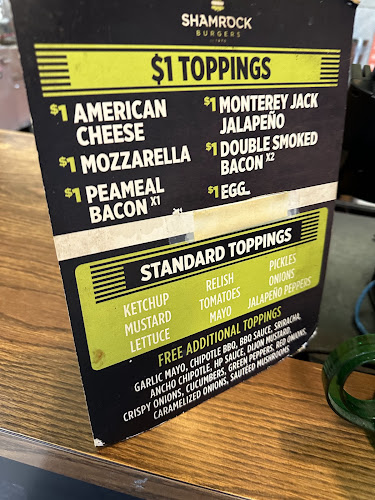 SHAMROCK
BURGERS
$1 TOPPINGS
$1 AMERICAN
CHEESE
$1 MOZZARELLA
$1 PEAMEAL
BACON X1
$1 MONTEREY JACK
JALAPEÑO
$1 DOUBLE SMOKED
BACON X2
$1 EGG
STANDARD TOPPINGS
KETCHUP
MUSTARD
LETTUCE
RELISH
TOMATOES
MAYO
PICKLES
ONIONS
JALAPEÑO PEPPERS
FREE ADDITIONAL TOPPINGS
GARLIC MAYO, CHIPOTLE BBQ, BBQ SAUCE, SRIRACHA,
ANCHO CHIPOTLE, HP SAUCE, DIJON MUSTARD,
CRISPY ONIONS, CUCUMBERS, GREEN PEPPERS, RED ONIONS,
CARAMELIZED ONIONS, SAUTÉED MUSHROOMS